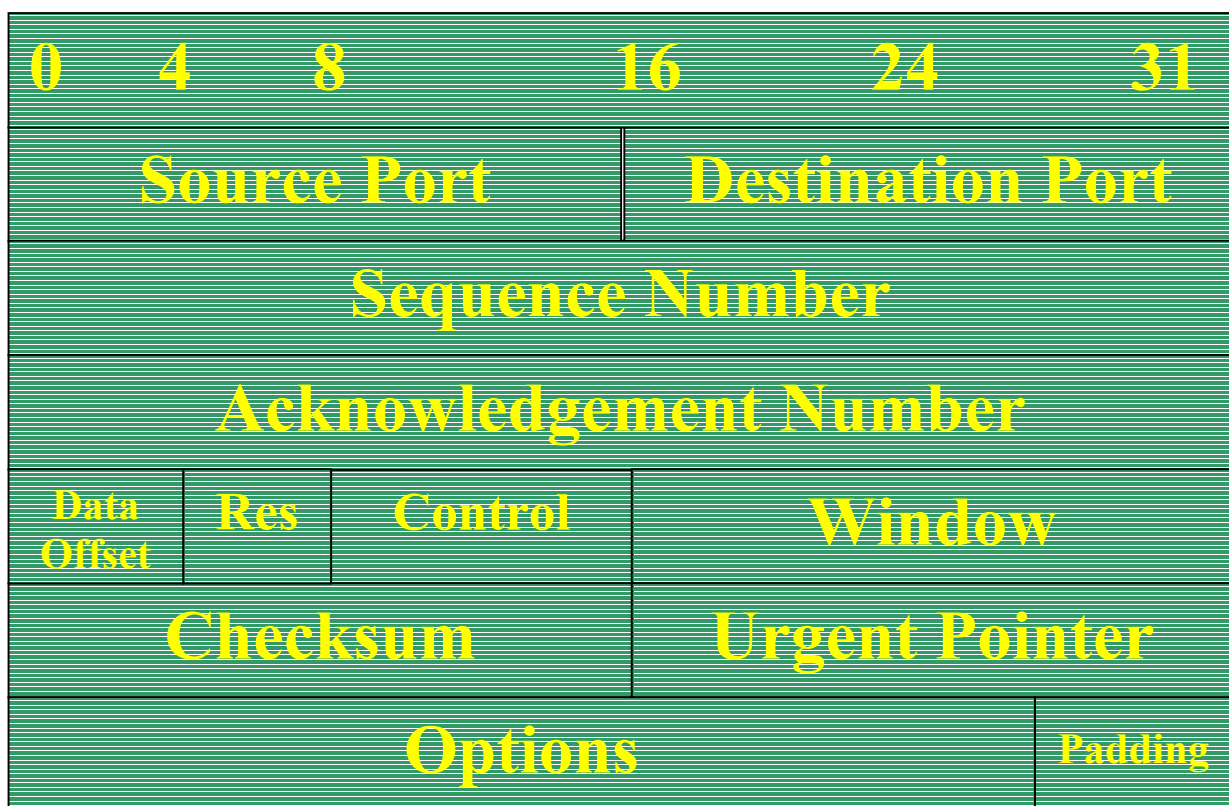 0 4 8 16 24 31
Source Port Destination Port
Sequence Number
Acknowledgement Number
Data Offset Res Control Window
Checksum Urgent Pointer
Options Padding